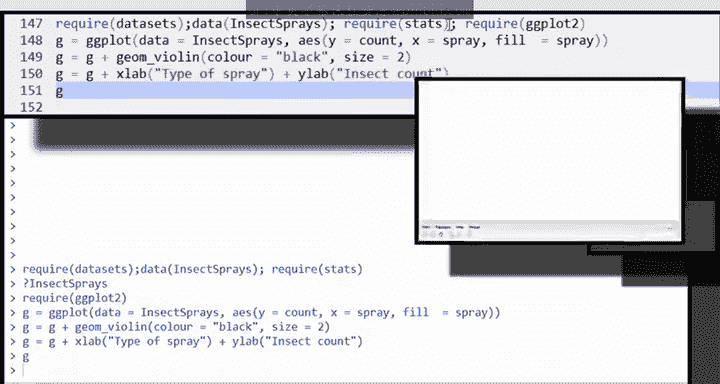 147 require(datasets);data(InsectSprays); require(stats); require(ggplot2)
148 g = ggplot(data = InsectSprays, aes(y = count, x = spray, fill  = spray))
149 g = g + geom_violin(colour = "black", size = 2)
150 g = g + xlab("Type of spray") + ylab("Insect count")
151 g
152
>
>
>
>
>
>
>
>
>
>
> require(datasets);data(InsectSprays); require(stats)
> ?InsectSprays
> require(ggplot2)
> g = ggplot(data = InsectSprays, aes(y = count, x = spray, fill  = spray))
> g = g + geom_violin(colour = "black", size = 2)
> g = g + xlab("Type of spray") + ylab("Insect count")
> g
>